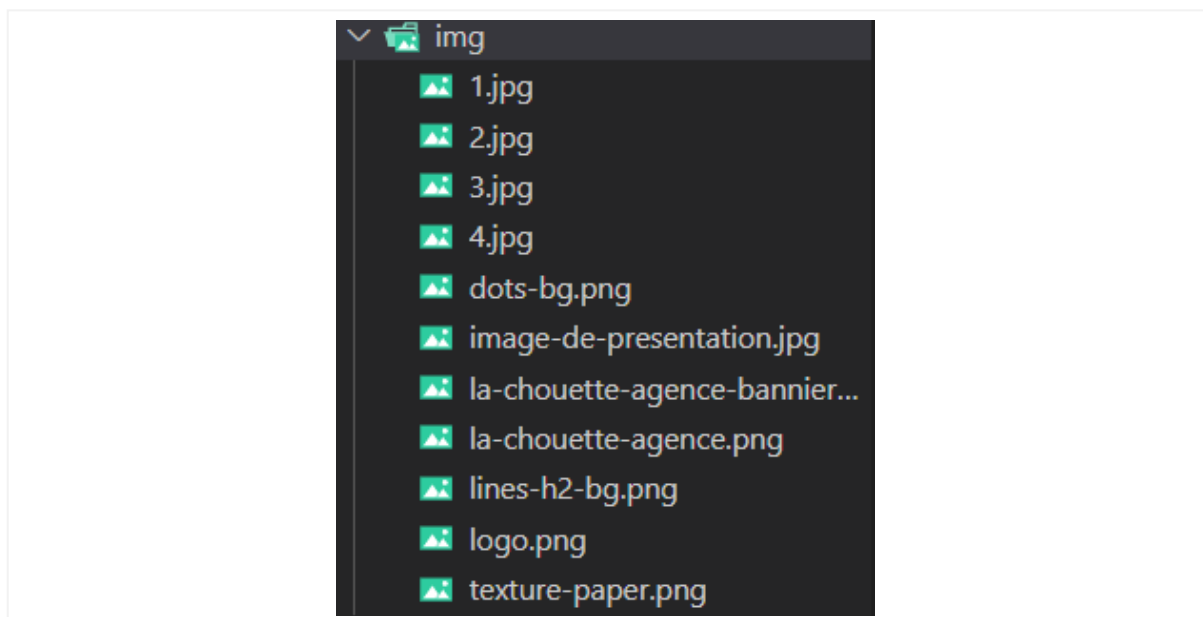 img
1.jpg
2.jpg
3.jpg
4.jpg
dots-bg.png
image-de-presentation.jpg
la-chouette-agence-bannier...
la-chouette-agence.png
lines-h2-bg.png
logo.png
texture-paper.png